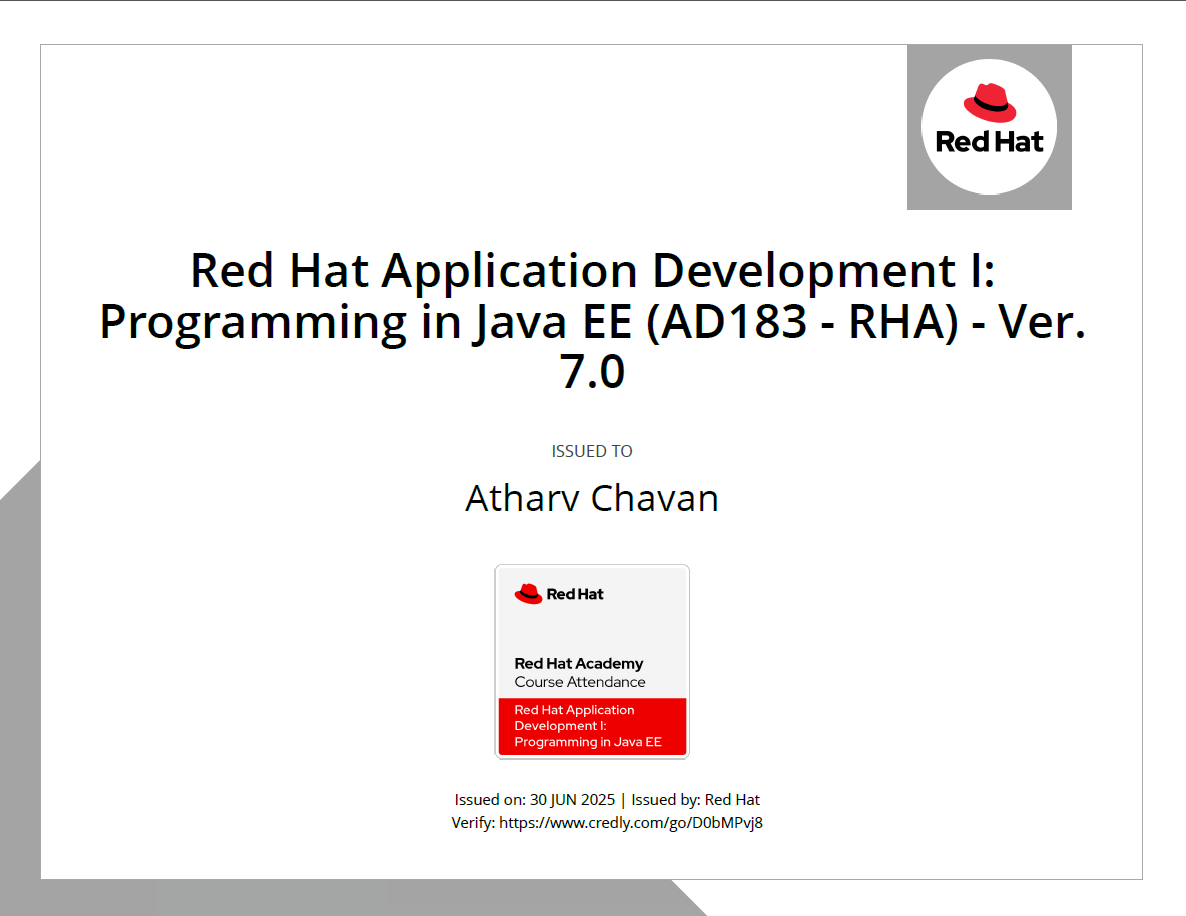 Red Hat
Red Hat Application Development I:
Programming in Java EE (AD183 - RHA) - Ver.
7.0
ISSUED TO
Atharv Chavan
Red Hat
Red Hat Academy
Course Attendance
Red Hat Application
Development I:
Programming in Java EE
Issued on: 30 JUN 2025 | Issued by: Red Hat
Verify: https://www.credly.com/go/D0bMPvj8